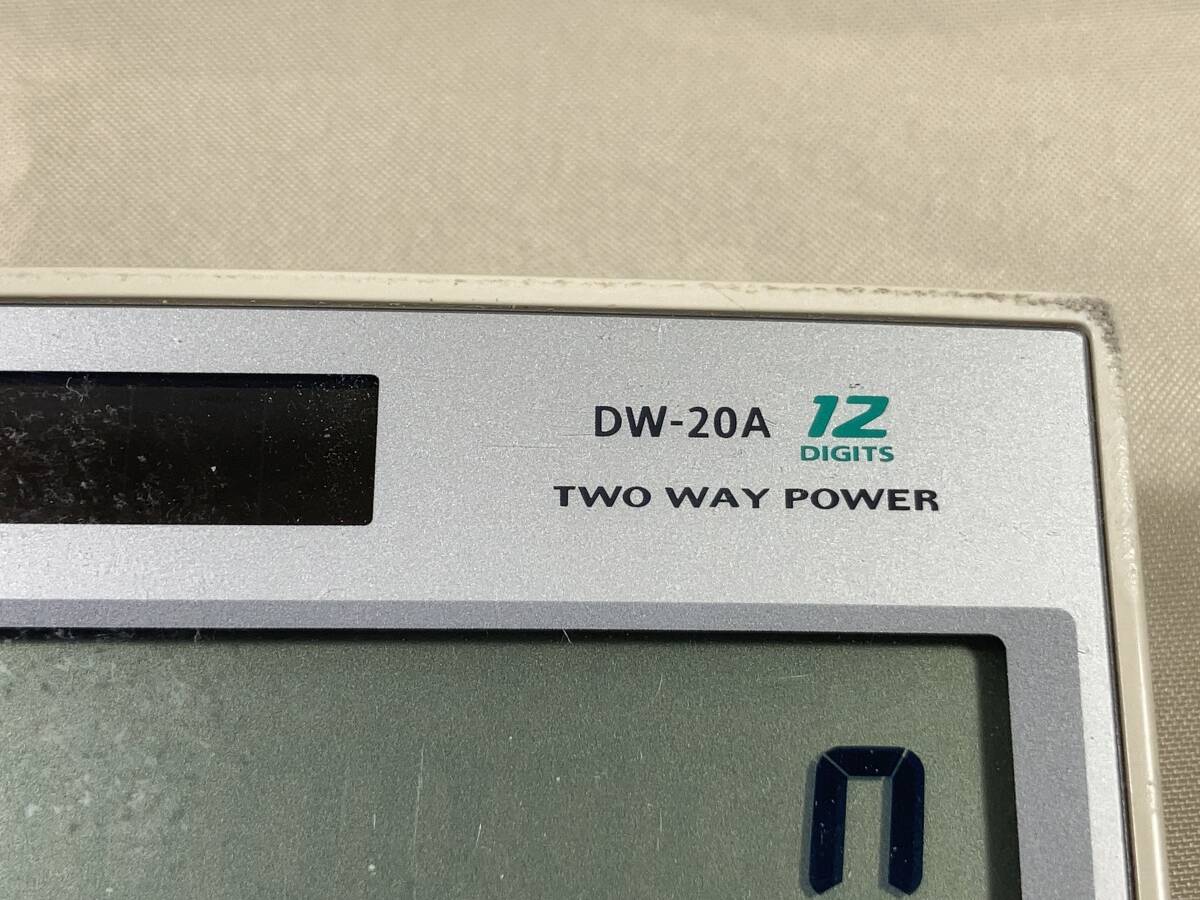 DW-20A 12
DIGITS
TWO WAY POWER